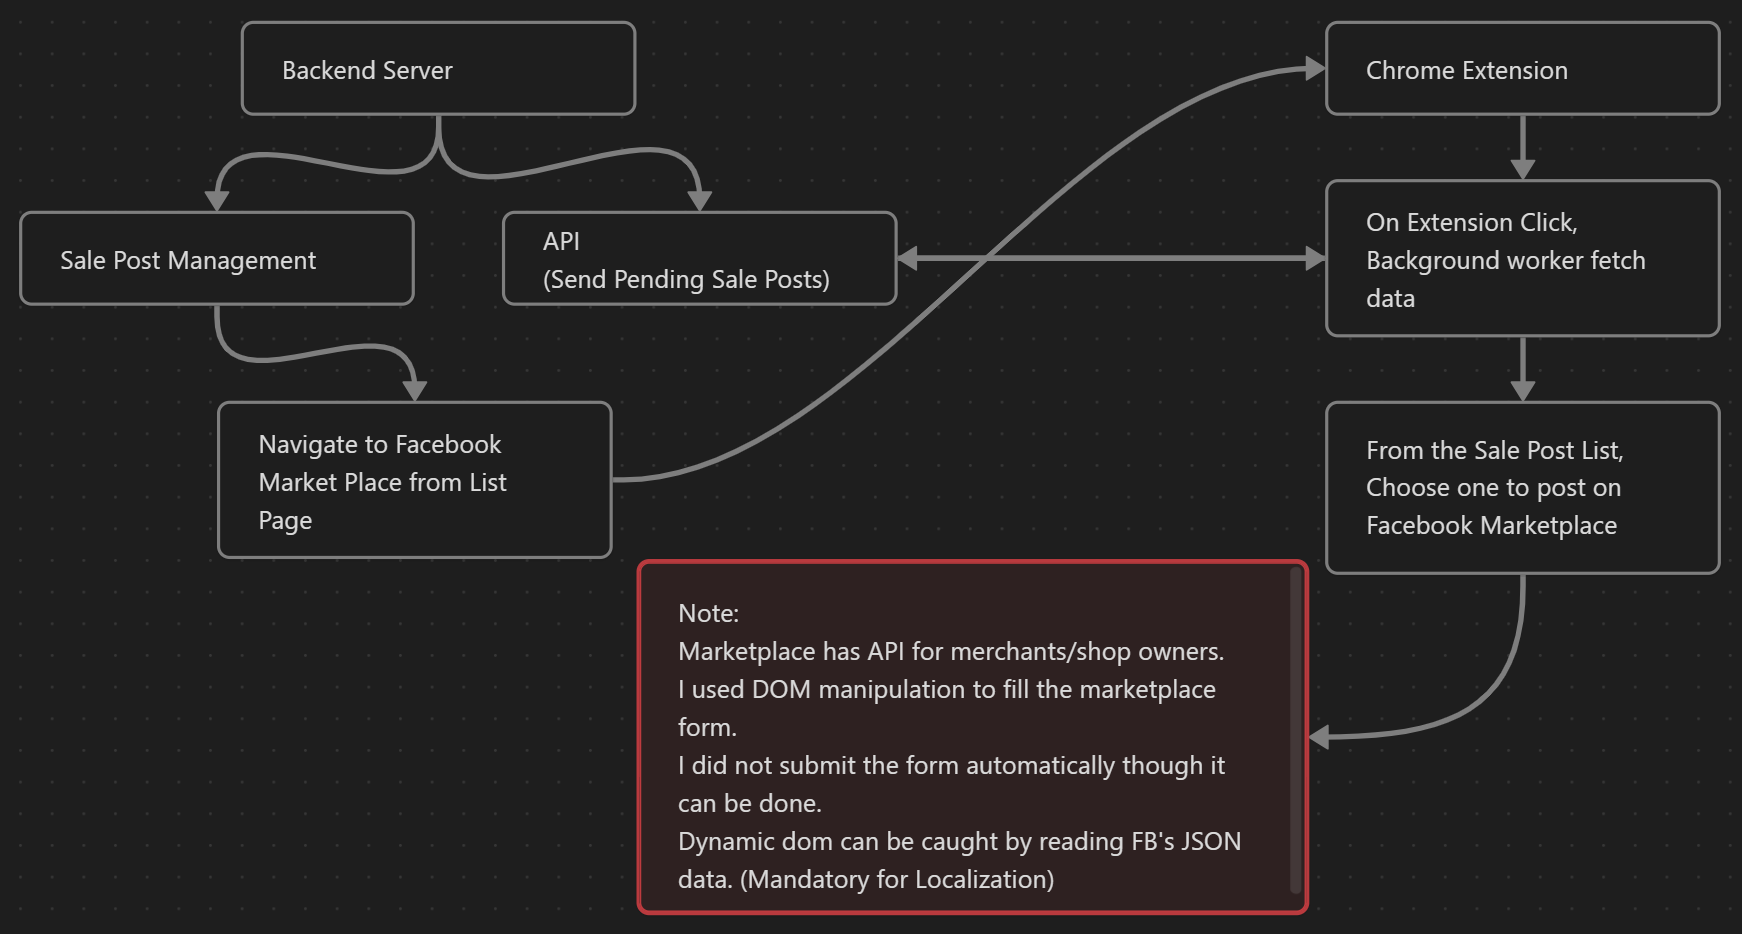 Backend Server
Chrome Extension
Sale Post Management
API
(Send Pending Sale Posts)
On Extension Click,
Background worker fetch
data
Navigate to Facebook
Market Place from List
Page
From the Sale Post List,
Choose one to post on
Facebook Marketplace
Note:
Marketplace has API for merchants/shop owners.
I used DOM manipulation to fill the marketplace
form.
I did not submit the form automatically though it
can be done.
Dynamic dom can be caught by reading FB's JSON
data. (Mandatory for Localization)